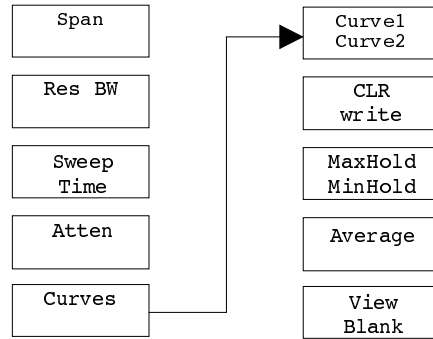 Span
Res BW
Sweep
Time
Atten
Curves
Curve1
Curve2
CLR
write
MaxHold
MinHold
Average
View
Blank